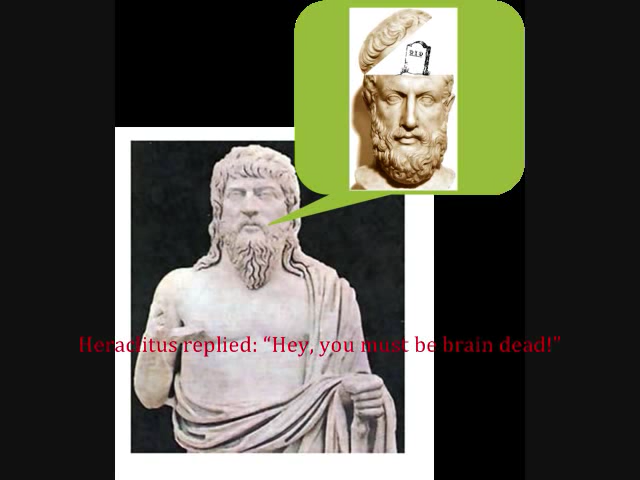 R.I.P
Heraclitus replied: “Hey, you must be brain dead!”